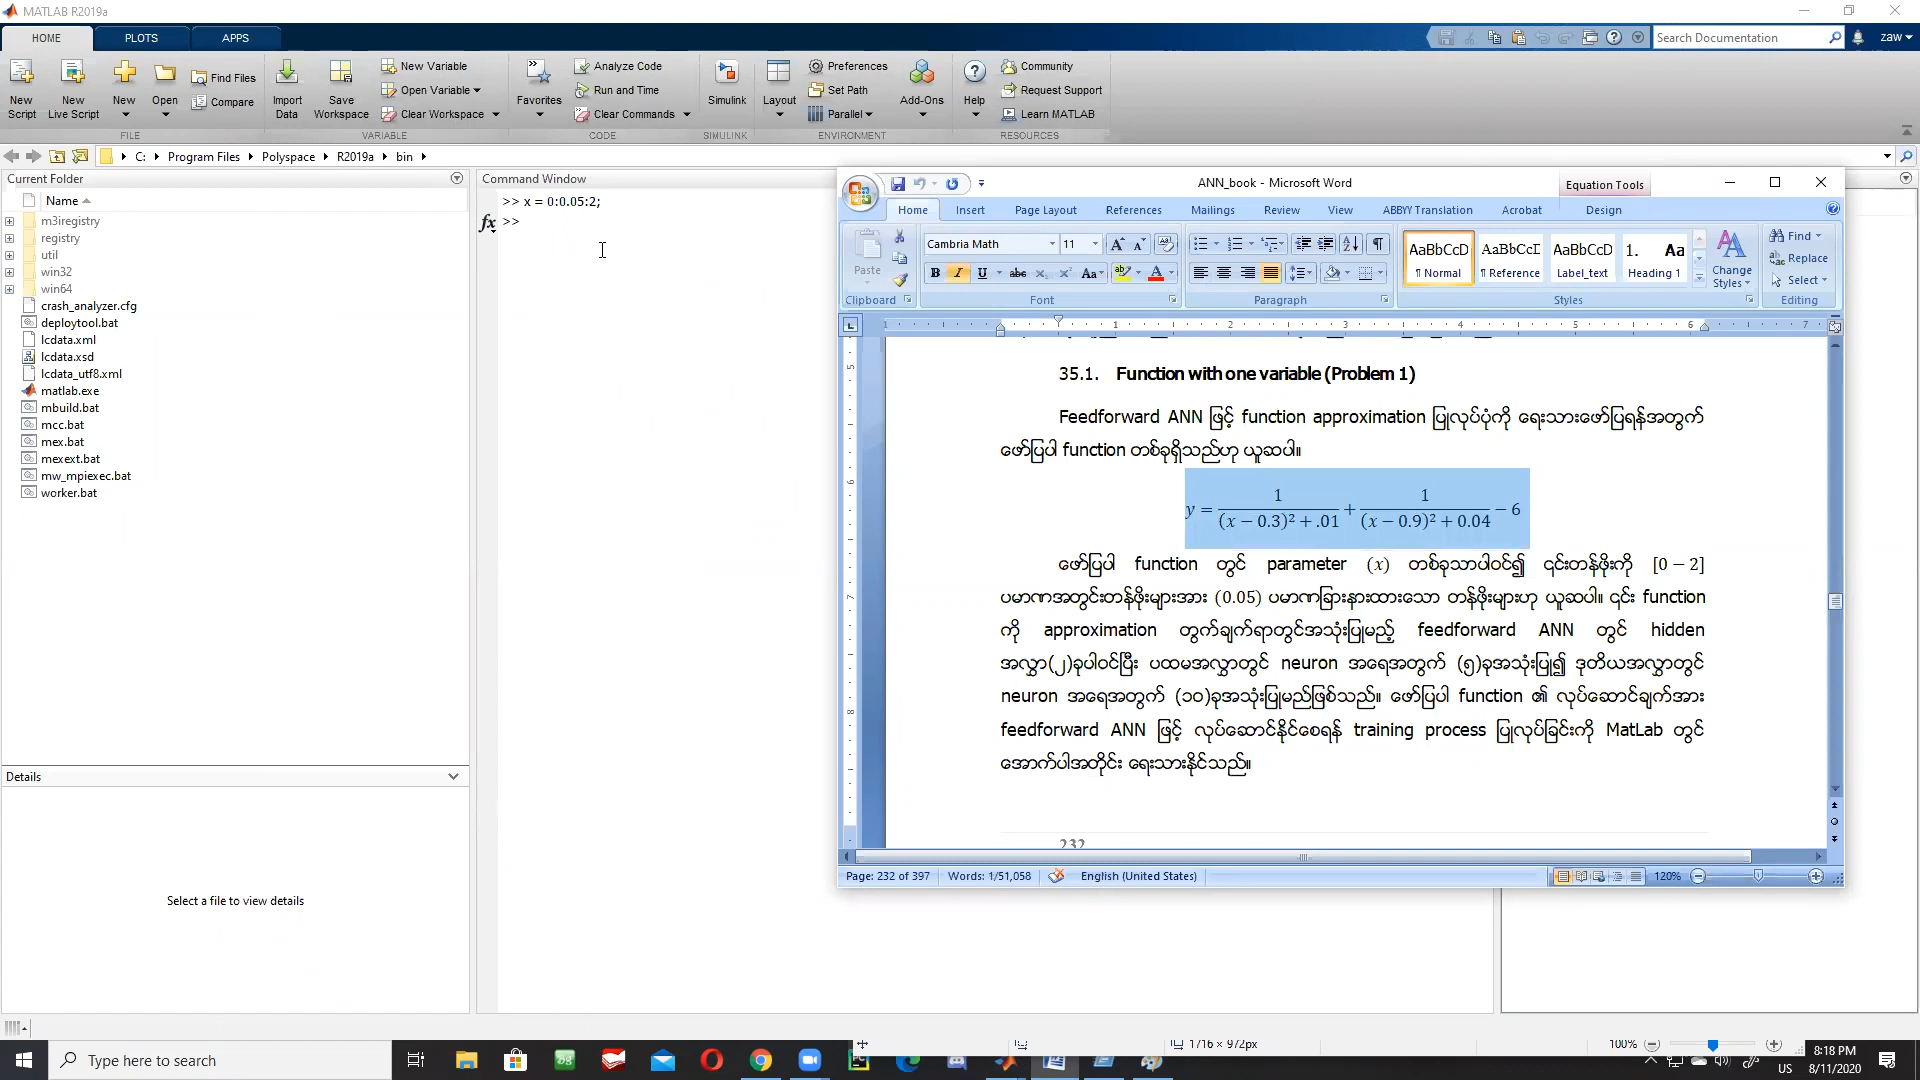 MATLAB R2019a
HOME PLOTS APPS
Search Documentation
zaw
New Script
New Live Script
New
Open
Find Files
Compare
Import Data
Save Workspace
New Variable
Open Variable
Clear Workspace
Favorites
Analyze Code
Run and Time
Clear Commands
Simulink
Layout
Preferences
Set Path
Parallel
Add-Ons
Help
Community
Request Support
Learn MATLAB
FILE VARIABLE CODE SIMULINK ENVIRONMENT RESOURCES
C: Program Files Polyspace R2019a bin
Current Folder
Name
m3iregistry
registry
util
win32
win64
crash_analyzer.cfg
deploytool.bat
lcdata.xml
lcdata.xsd
lcdata_utf8.xml
matlab.exe
mbuild.bat
mcc.bat
mex.bat
mexext.bat
mw_mpiexec.bat
worker.bat
Details
Select a file to view details
Command Window
>> x = 0:0.05:2;
fx >>
ANN_book - Microsoft Word
Equation Tools
Home Insert Page Layout References Mailings Review View ABBYY Translation Acrobat Design
Paste
Cambria Math 11
Clipboard Font Paragraph Styles Editing
AaBbCcD Normal
AaBbCcI Reference
AaBbCcD Label_text
1. Aa Heading 1
Change Styles
Find
Replace
Select
35.1. Function with one variable (Problem 1)
Feedforward ANN ဖြင့် function approximation ပြုလုပ်ပုံကို ရေးသားဖော်ပြရန်အတွက်
ဖော်ပြပါ function တစ်ခုရှိသည်ဟု ယူဆပါ။
y = 1/((x − 0.3)² + .01) + 1/((x − 0.9)² + 0.04) − 6
ဖော်ပြပါ function တွင် parameter (x) တစ်ခုသာပါဝင်၍ ၎င်းတန်ဖိုးကို [0 − 2]
ပမာဏအတွင်းတန်ဖိုးများအား (0.05) ပမာဏခြားနားထားသော တန်ဖိုးများဟု ယူဆပါ။ ၎င်း function
ကို approximation တွက်ချက်ရာတွင်အသုံးပြုမည့် feedforward ANN တွင် hidden
အလွှာ(၂)ခုပါဝင်ပြီး ပထမအလွှာတွင် neuron အရေအတွက် (၅)ခုအသုံးပြု၍ ဒုတိယအလွှာတွင်
neuron အရေအတွက် (၁၀)ခုအသုံးပြုမည်ဖြစ်သည်။ ဖော်ပြပါ function ၏ လုပ်ဆောင်ချက်အား
feedforward ANN ဖြင့် လုပ်ဆောင်နိုင်စေရန် training process ပြုလုပ်ခြင်းကို MatLab တွင်
အောက်ပါအတိုင်း ရေးသားနိုင်သည်။
232
Page: 232 of 397 Words: 1/51,058 English (United States) 120%
1716 × 972px 100%
Type here to search
8:18 PM
US 8/11/2020